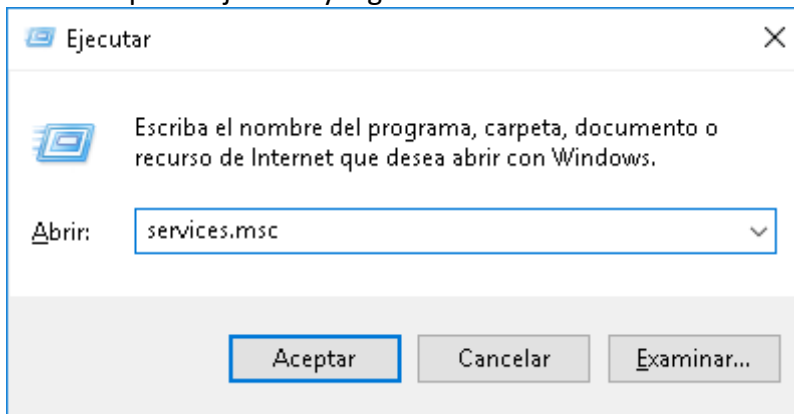 Ejecutar
Escriba el nombre del programa, carpeta, documento o
recurso de Internet que desea abrir con Windows.
Abrir:
services.msc
Aceptar
Cancelar
Examinar...